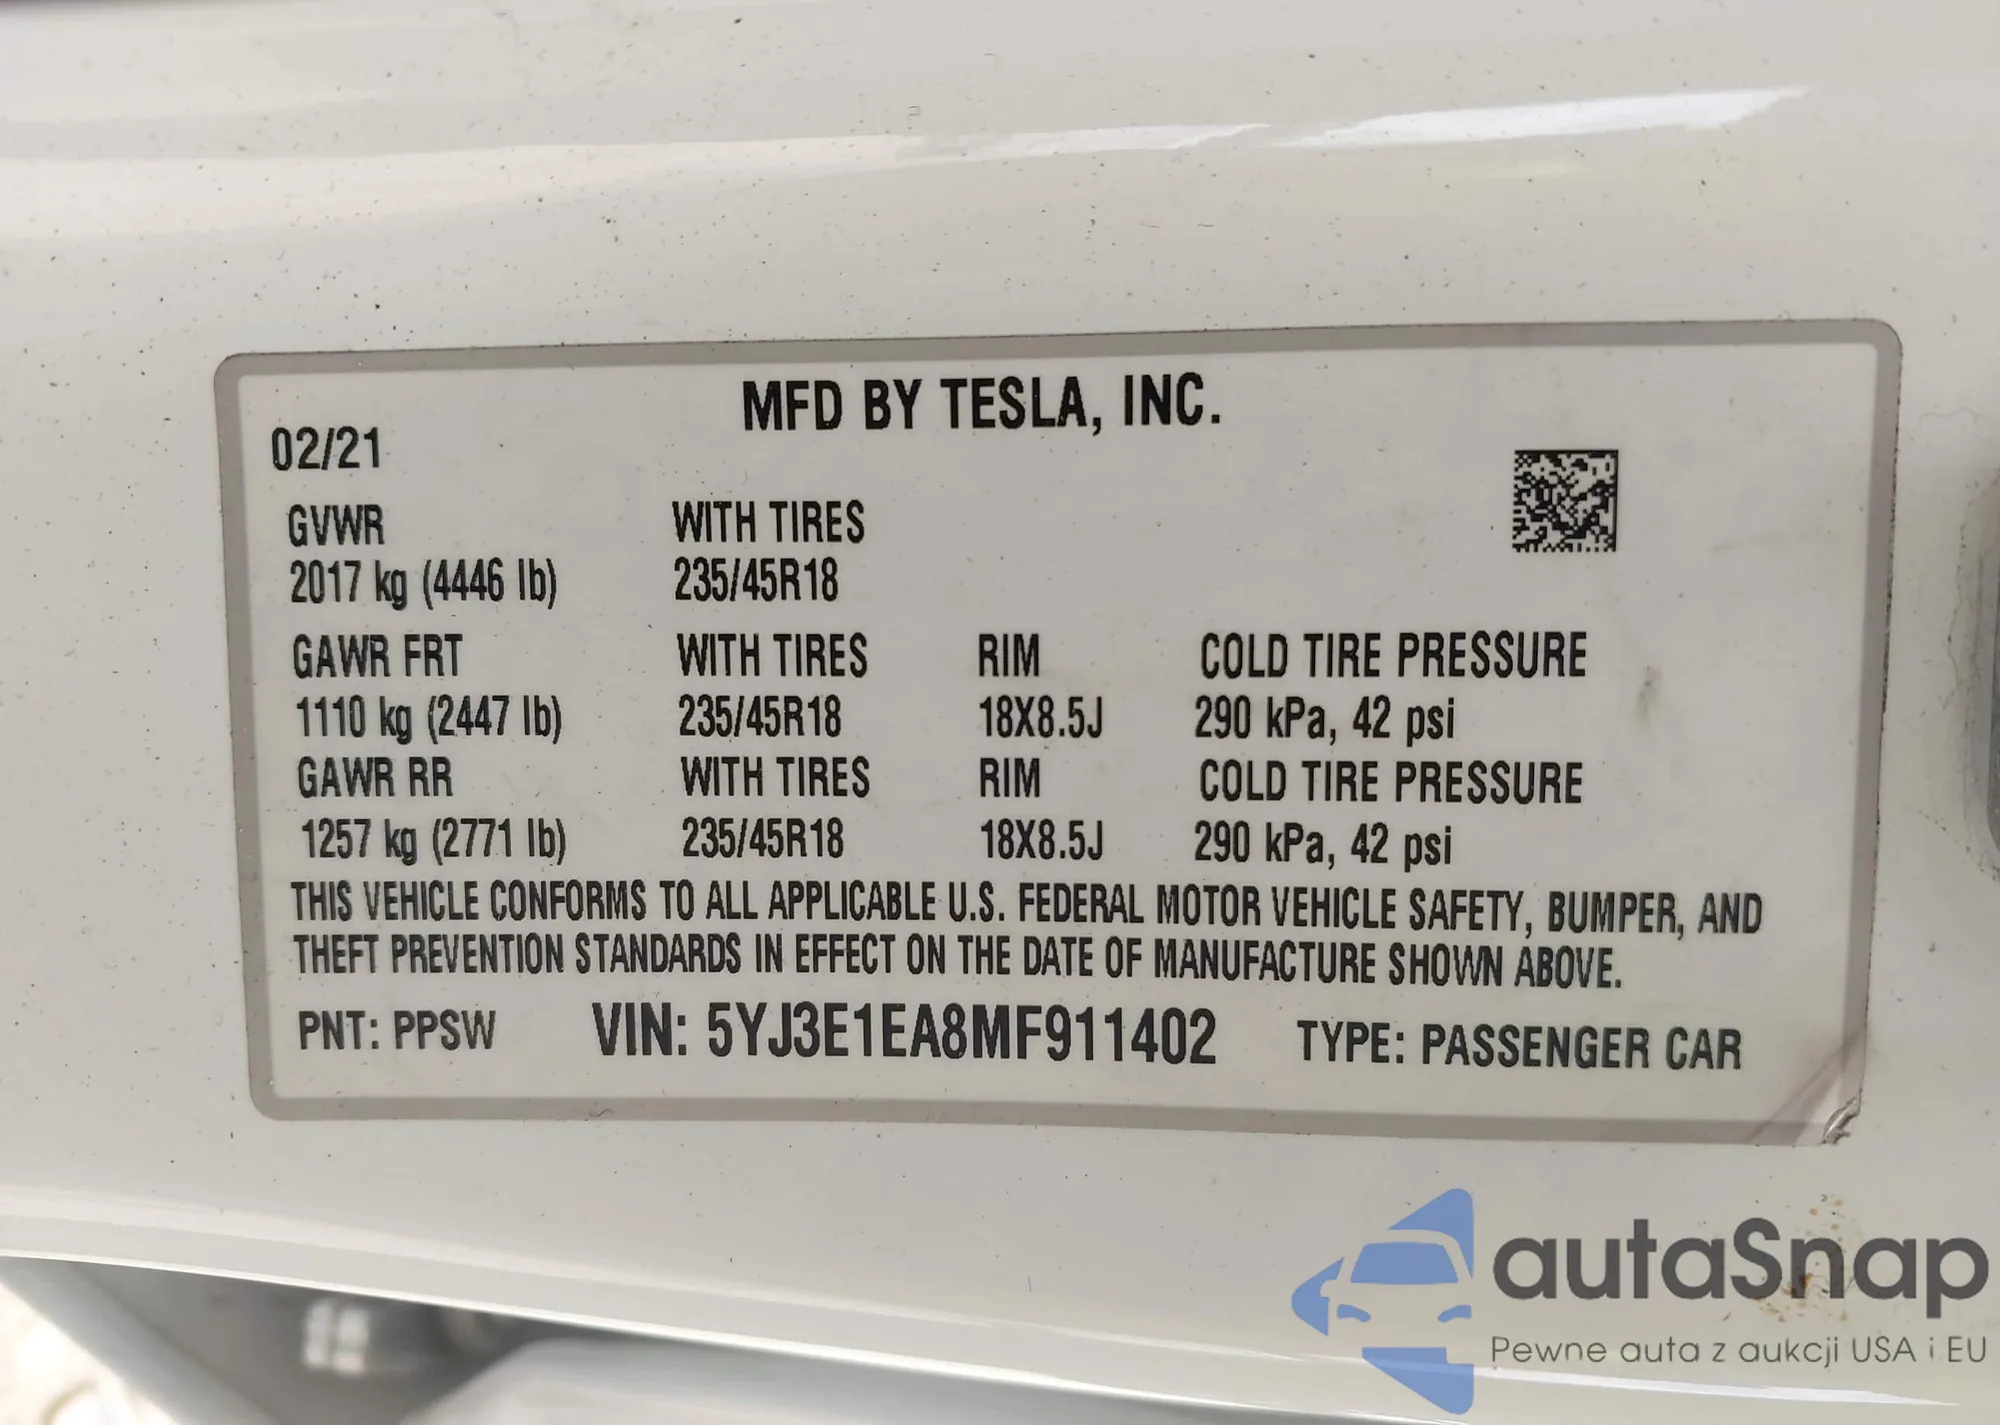 MFD BY TESLA, INC.
02/21
GVWR WITH TIRES
2017 kg (4446 lb) 235/45R18
GAWR FRT WITH TIRES RIM COLD TIRE PRESSURE
1110 kg (2447 lb) 235/45R18 18X8.5J 290 kPa, 42 psi
GAWR RR WITH TIRES RIM COLD TIRE PRESSURE
1257 kg (2771 lb) 235/45R18 18X8.5J 290 kPa, 42 psi
THIS VEHICLE CONFORMS TO ALL APPLICABLE U.S. FEDERAL MOTOR VEHICLE SAFETY, BUMPER, AND
THEFT PREVENTION STANDARDS IN EFFECT ON THE DATE OF MANUFACTURE SHOWN ABOVE.
PNT: PPSW VIN: 5YJ3E1EA8MF911402 TYPE: PASSENGER CAR
autaSnap
Pewne auta z aukcji USA i EU